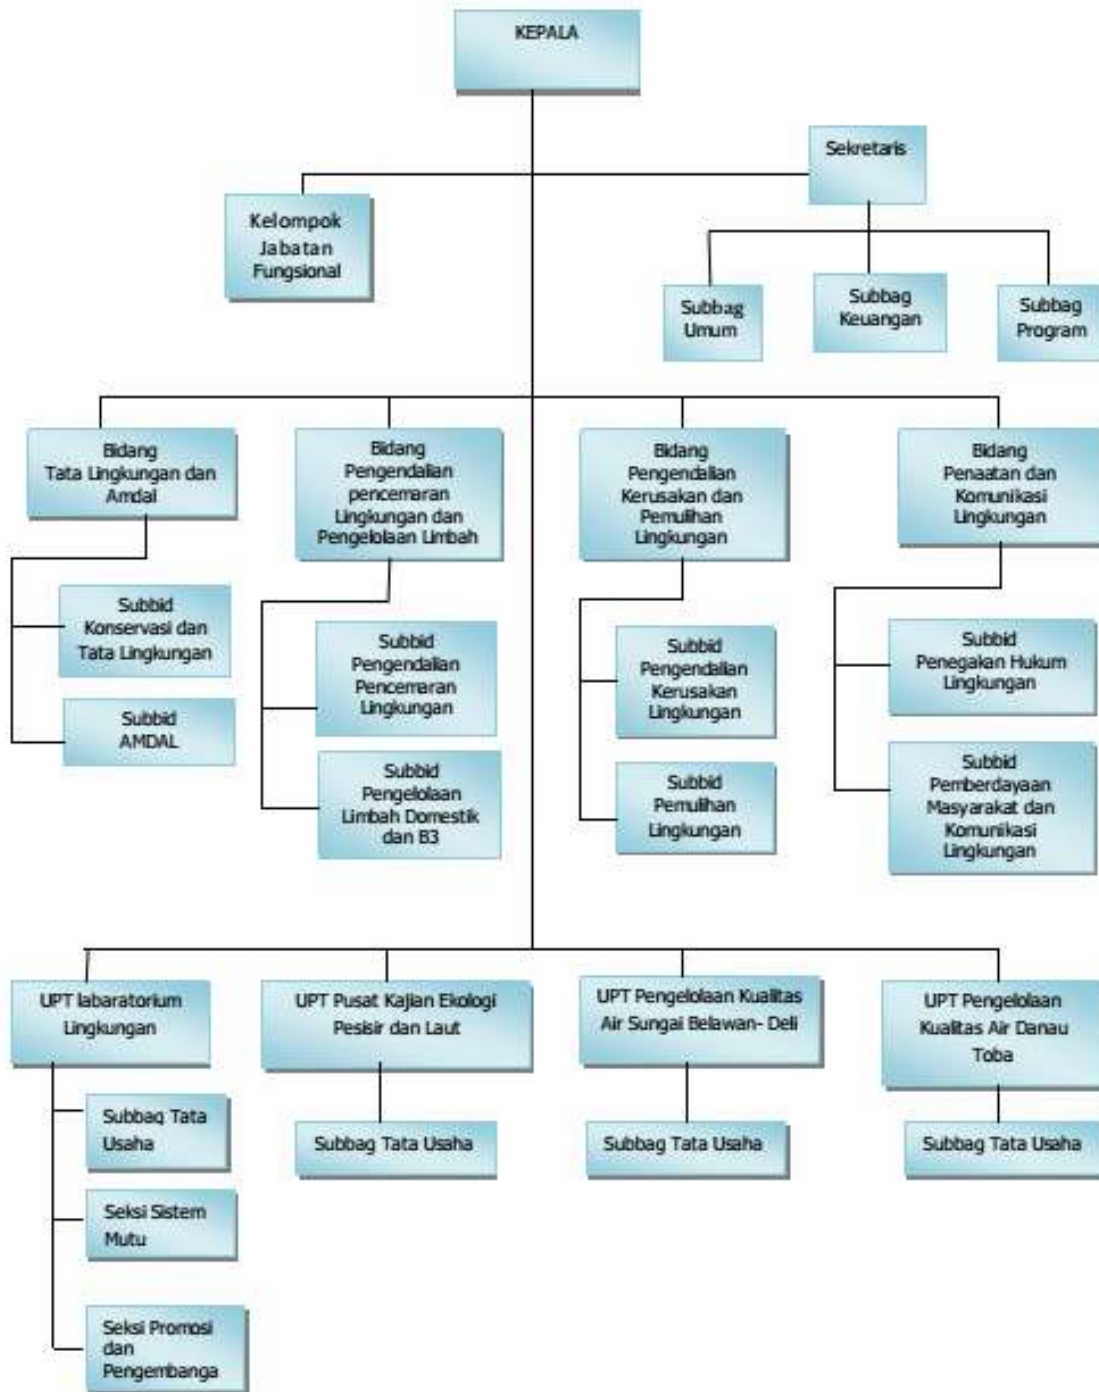 KEPALA
Sekretaris
Kelompok
Jabatan
Fungsional
Subbag
Umum
Subbag
Keuangan
Subbag
Program
Bidang
Tata Lingkungan dan
Amdal
Bidang
Pengendalian
pencemaran
Lingkungan dan
Pengelolaan Limbah
Bidang
Pengendalian
Kerusakan dan
Pemulihan
Lingkungan
Bidang
Penaatan dan
Komunikasi
Lingkungan
Subbid
Konservasi dan
Tata Lingkungan
Subbid
AMDAL
Subbid
Pengendalian
Pencemaran
Lingkungan
Subbid
Pengelolaan
Limbah Domestik
dan B3
Subbid
Pengendalian
Kerusakan
Lingkungan
Subbid
Pemulihan
Lingkungan
Subbid
Penegakan Hukum
Lingkungan
Subbid
Pemberdayaan
Masyarakat dan
Komunikasi
Lingkungan
UPT labaratorium
Lingkungan
UPT Pusat Kajian Ekologi
Pesisir dan Laut
UPT Pengelolaan Kualitas
Air Sungai Belawan- Deli
UPT Pengelolaan
Kualitas Air Danau
Toba
Subbag Tata
Usaha
Seksi Sistem
Mutu
Seksi Promosi
dan
Pengembanga
Subbag Tata Usaha
Subbag Tata Usaha
Subbag Tata Usaha